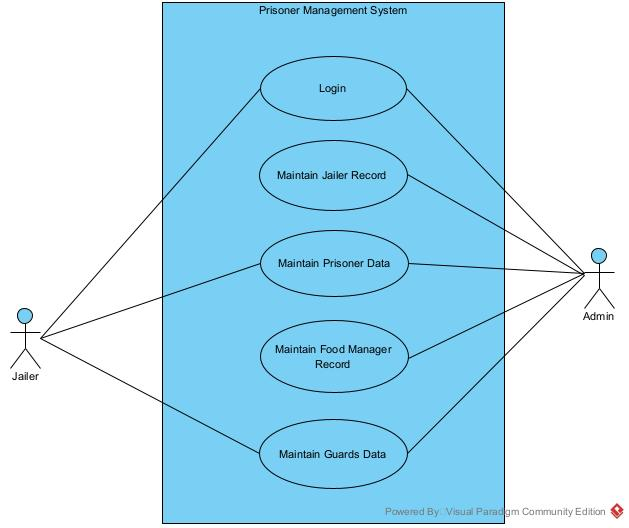 Prisoner Management System
Login
Maintain Jailer Record
Maintain Prisoner Data
Maintain Food Manager
Record
Maintain Guards Data
Jailer
Admin
Powered By: Visual Paradigm Community Edition